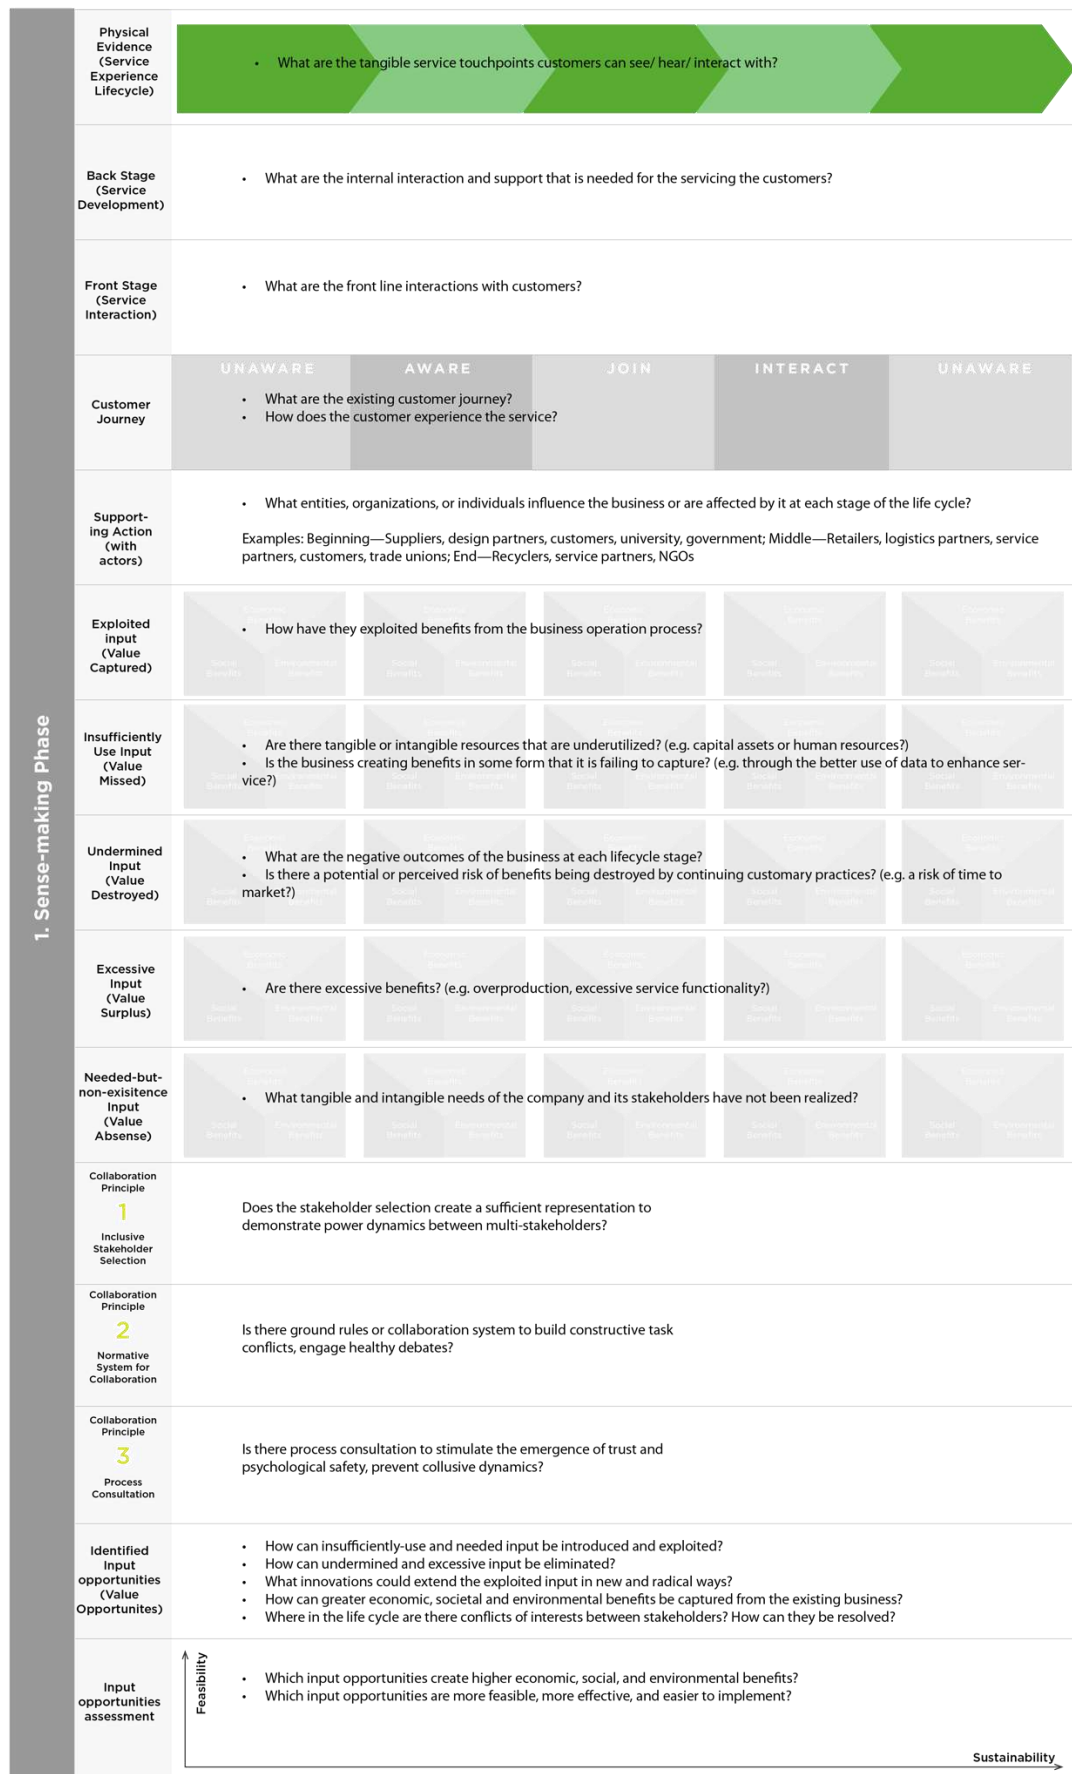 1. Sense-making Phase
Physical
Evidence
(Service
Experience
Lifecycle)
• What are the tangible service touchpoints customers can see/ hear/ interact with?
Back Stage
(Service
Development)
• What are the internal interaction and support that is needed for the servicing the customers?
Front Stage
(Service
Interaction)
• What are the front line interactions with customers?
Customer
Journey
UNAWARE AWARE JOIN INTERACT UNAWARE
• What are the existing customer journey?
• How does the customer experience the service?
Support-
ing Action
(with
actors)
• What entities, organizations, or individuals influence the business or are affected by it at each stage of the life cycle?
Examples: Beginning—Suppliers, design partners, customers, university, government; Middle—Retailers, logistics partners, service
partners, customers, trade unions; End—Recyclers, service partners, NGOs
Exploited
input
(Value
Captured)
• How have they exploited benefits from the business operation process?
Economic Benefits
Social Benefits
Environmental Benefits
Insufficiently
Use Input
(Value
Missed)
• Are there tangible or intangible resources that are underutilized? (e.g. capital assets or human resources?)
• Is the business creating benefits in some form that it is failing to capture? (e.g. through the better use of data to enhance ser-
vice?)
Undermined
Input
(Value
Destroyed)
• What are the negative outcomes of the business at each lifecycle stage?
• Is there a potential or perceived risk of benefits being destroyed by continuing customary practices? (e.g. a risk of time to
market?)
Excessive
Input
(Value
Surplus)
• Are there excessive benefits? (e.g. overproduction, excessive service functionality?)
Needed-but-
non-exisitence
Input
(Value
Absense)
• What tangible and intangible needs of the company and its stakeholders have not been realized?
Collaboration
Principle
1
Inclusive
Stakeholder
Selection
Does the stakeholder selection create a sufficient representation to
demonstrate power dynamics between multi-stakeholders?
Collaboration
Principle
2
Normative
System for
Collaboration
Is there ground rules or collaboration system to build constructive task
conflicts, engage healthy debates?
Collaboration
Principle
3
Process
Consultation
Is there process consultation to stimulate the emergence of trust and
psychological safety, prevent collusive dynamics?
Identified
Input
opportunities
(Value
Opportunites)
• How can insufficiently-use and needed input be introduced and exploited?
• How can undermined and excessive input be eliminated?
• What innovations could extend the exploited input in new and radical ways?
• How can greater economic, societal and environmental benefits be captured from the existing business?
• Where in the life cycle are there conflicts of interests between stakeholders? How can they be resolved?
Input
opportunities
assessment
Feasibility
• Which input opportunities create higher economic, social, and environmental benefits?
• Which input opportunities are more feasible, more effective, and easier to implement?
Sustainability